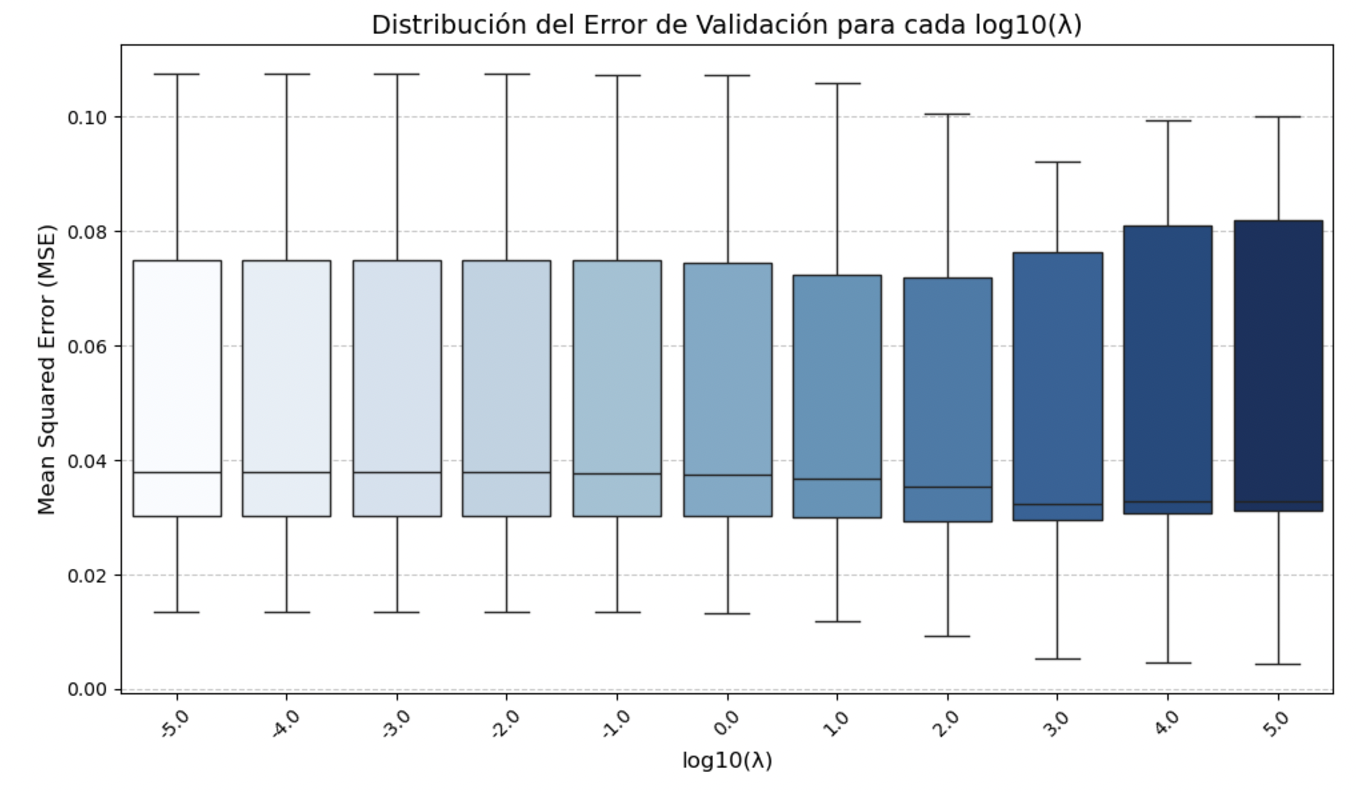 Distribución del Error de Validación para cada log10(λ)
Mean Squared Error (MSE)
0.10
0.08
0.06
0.04
0.02
0.00
-5.0 -4.0 -3.0 -2.0 -1.0 0.0 1.0 2.0 3.0 4.0 5.0
log10(λ)